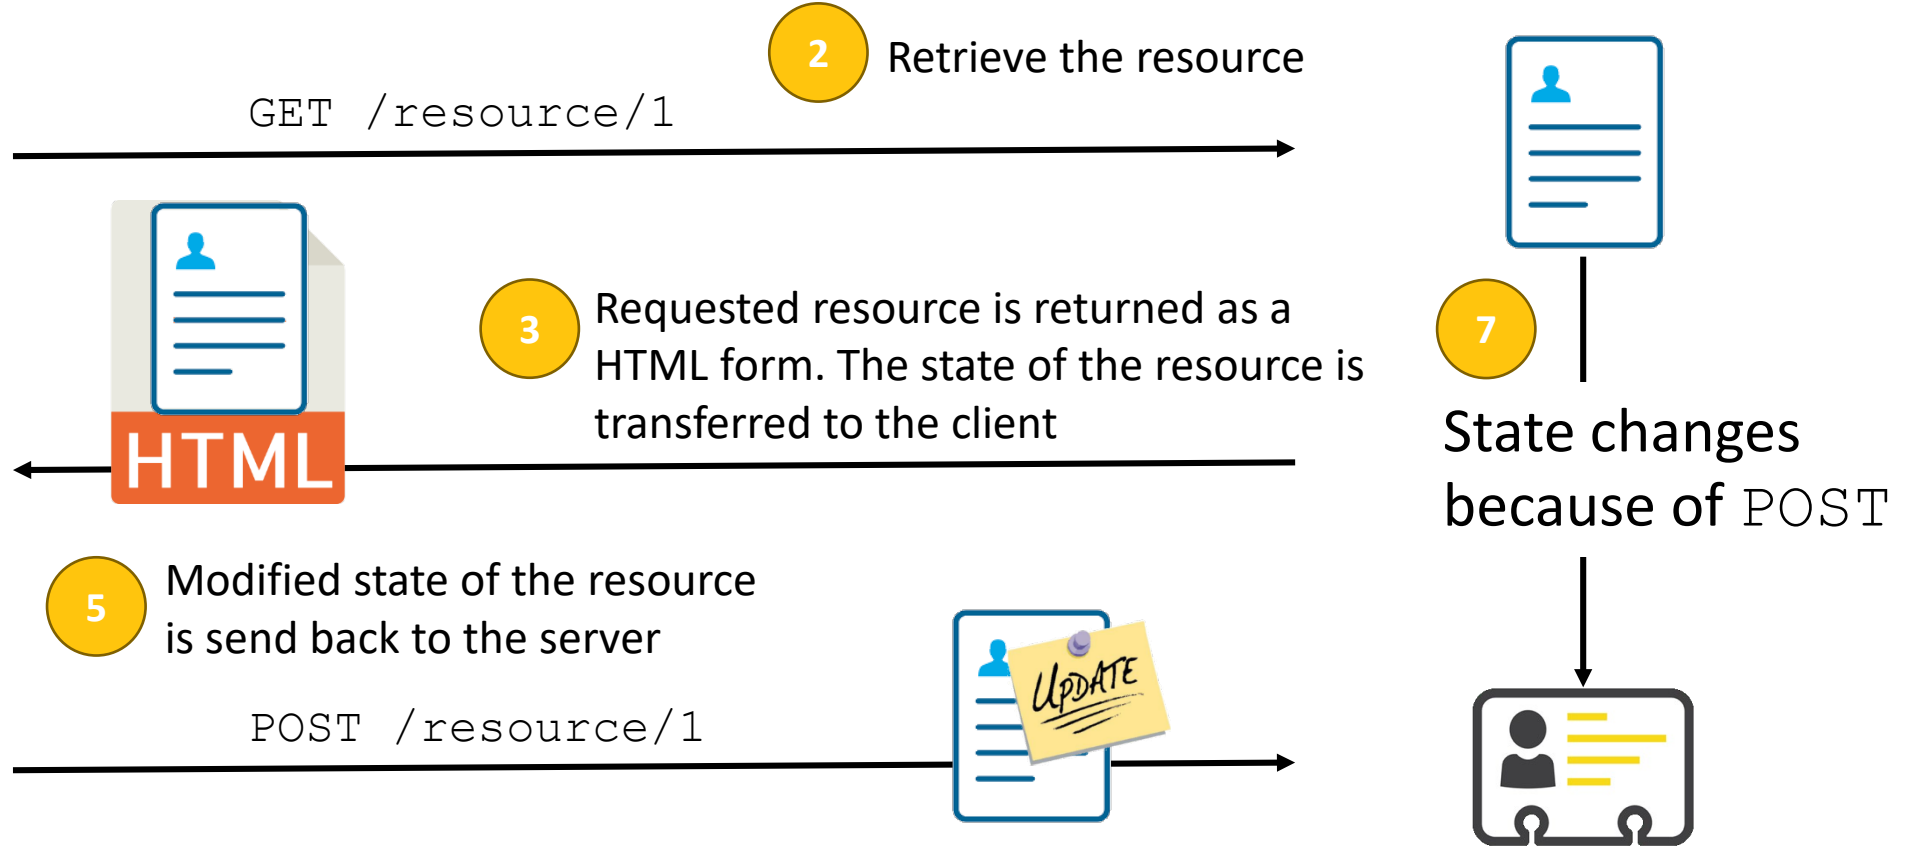 2
Retrieve the resource
GET /resource/1
3
Requested resource is returned as a
HTML form. The state of the resource is
transferred to the client
HTML
7
State changes
because of POST
5
Modified state of the resource
is send back to the server
UPDATE
POST /resource/1